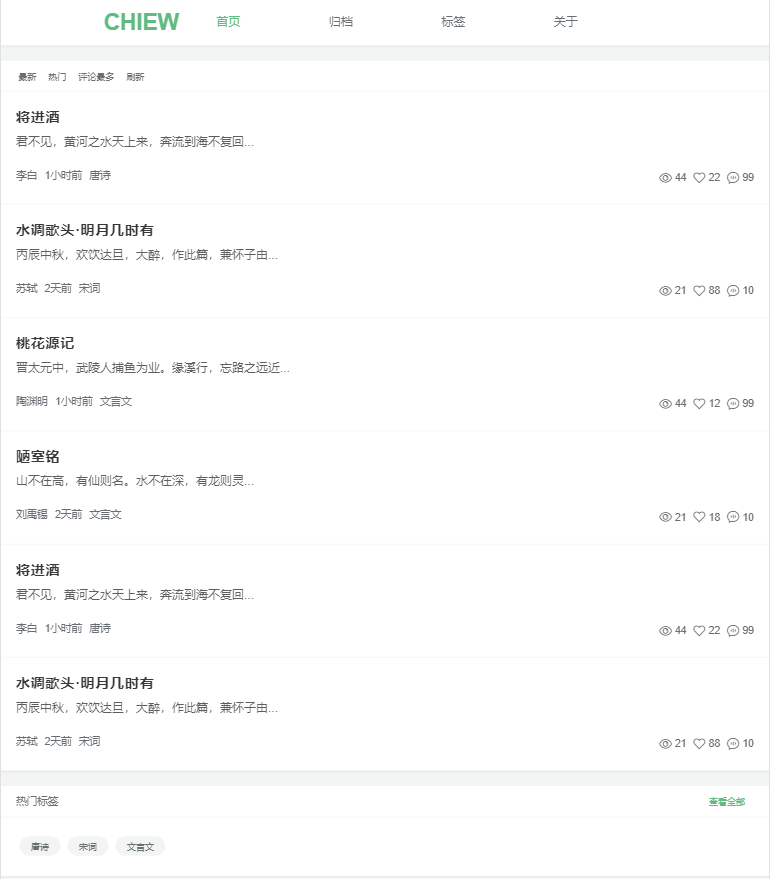 CHIEW 首页 归档 标签 关于
最新 热门 评论最多 刷新
将进酒
君不见，黄河之水天上来，奔流到海不复回...
李白 1小时前 唐诗 44 22 99
水调歌头·明月几时有
丙辰中秋，欢饮达旦，大醉，作此篇，兼怀子由...
苏轼 2天前 宋词 21 88 10
桃花源记
晋太元中，武陵人捕鱼为业。缘溪行，忘路之远近...
陶渊明 1小时前 文言文 44 12 99
陋室铭
山不在高，有仙则名。水不在深，有龙则灵...
刘禹锡 2天前 文言文 21 18 10
将进酒
君不见，黄河之水天上来，奔流到海不复回...
李白 1小时前 唐诗 44 22 99
水调歌头·明月几时有
丙辰中秋，欢饮达旦，大醉，作此篇，兼怀子由...
苏轼 2天前 宋词 21 88 10
热门标签 查看全部
唐诗 宋词 文言文